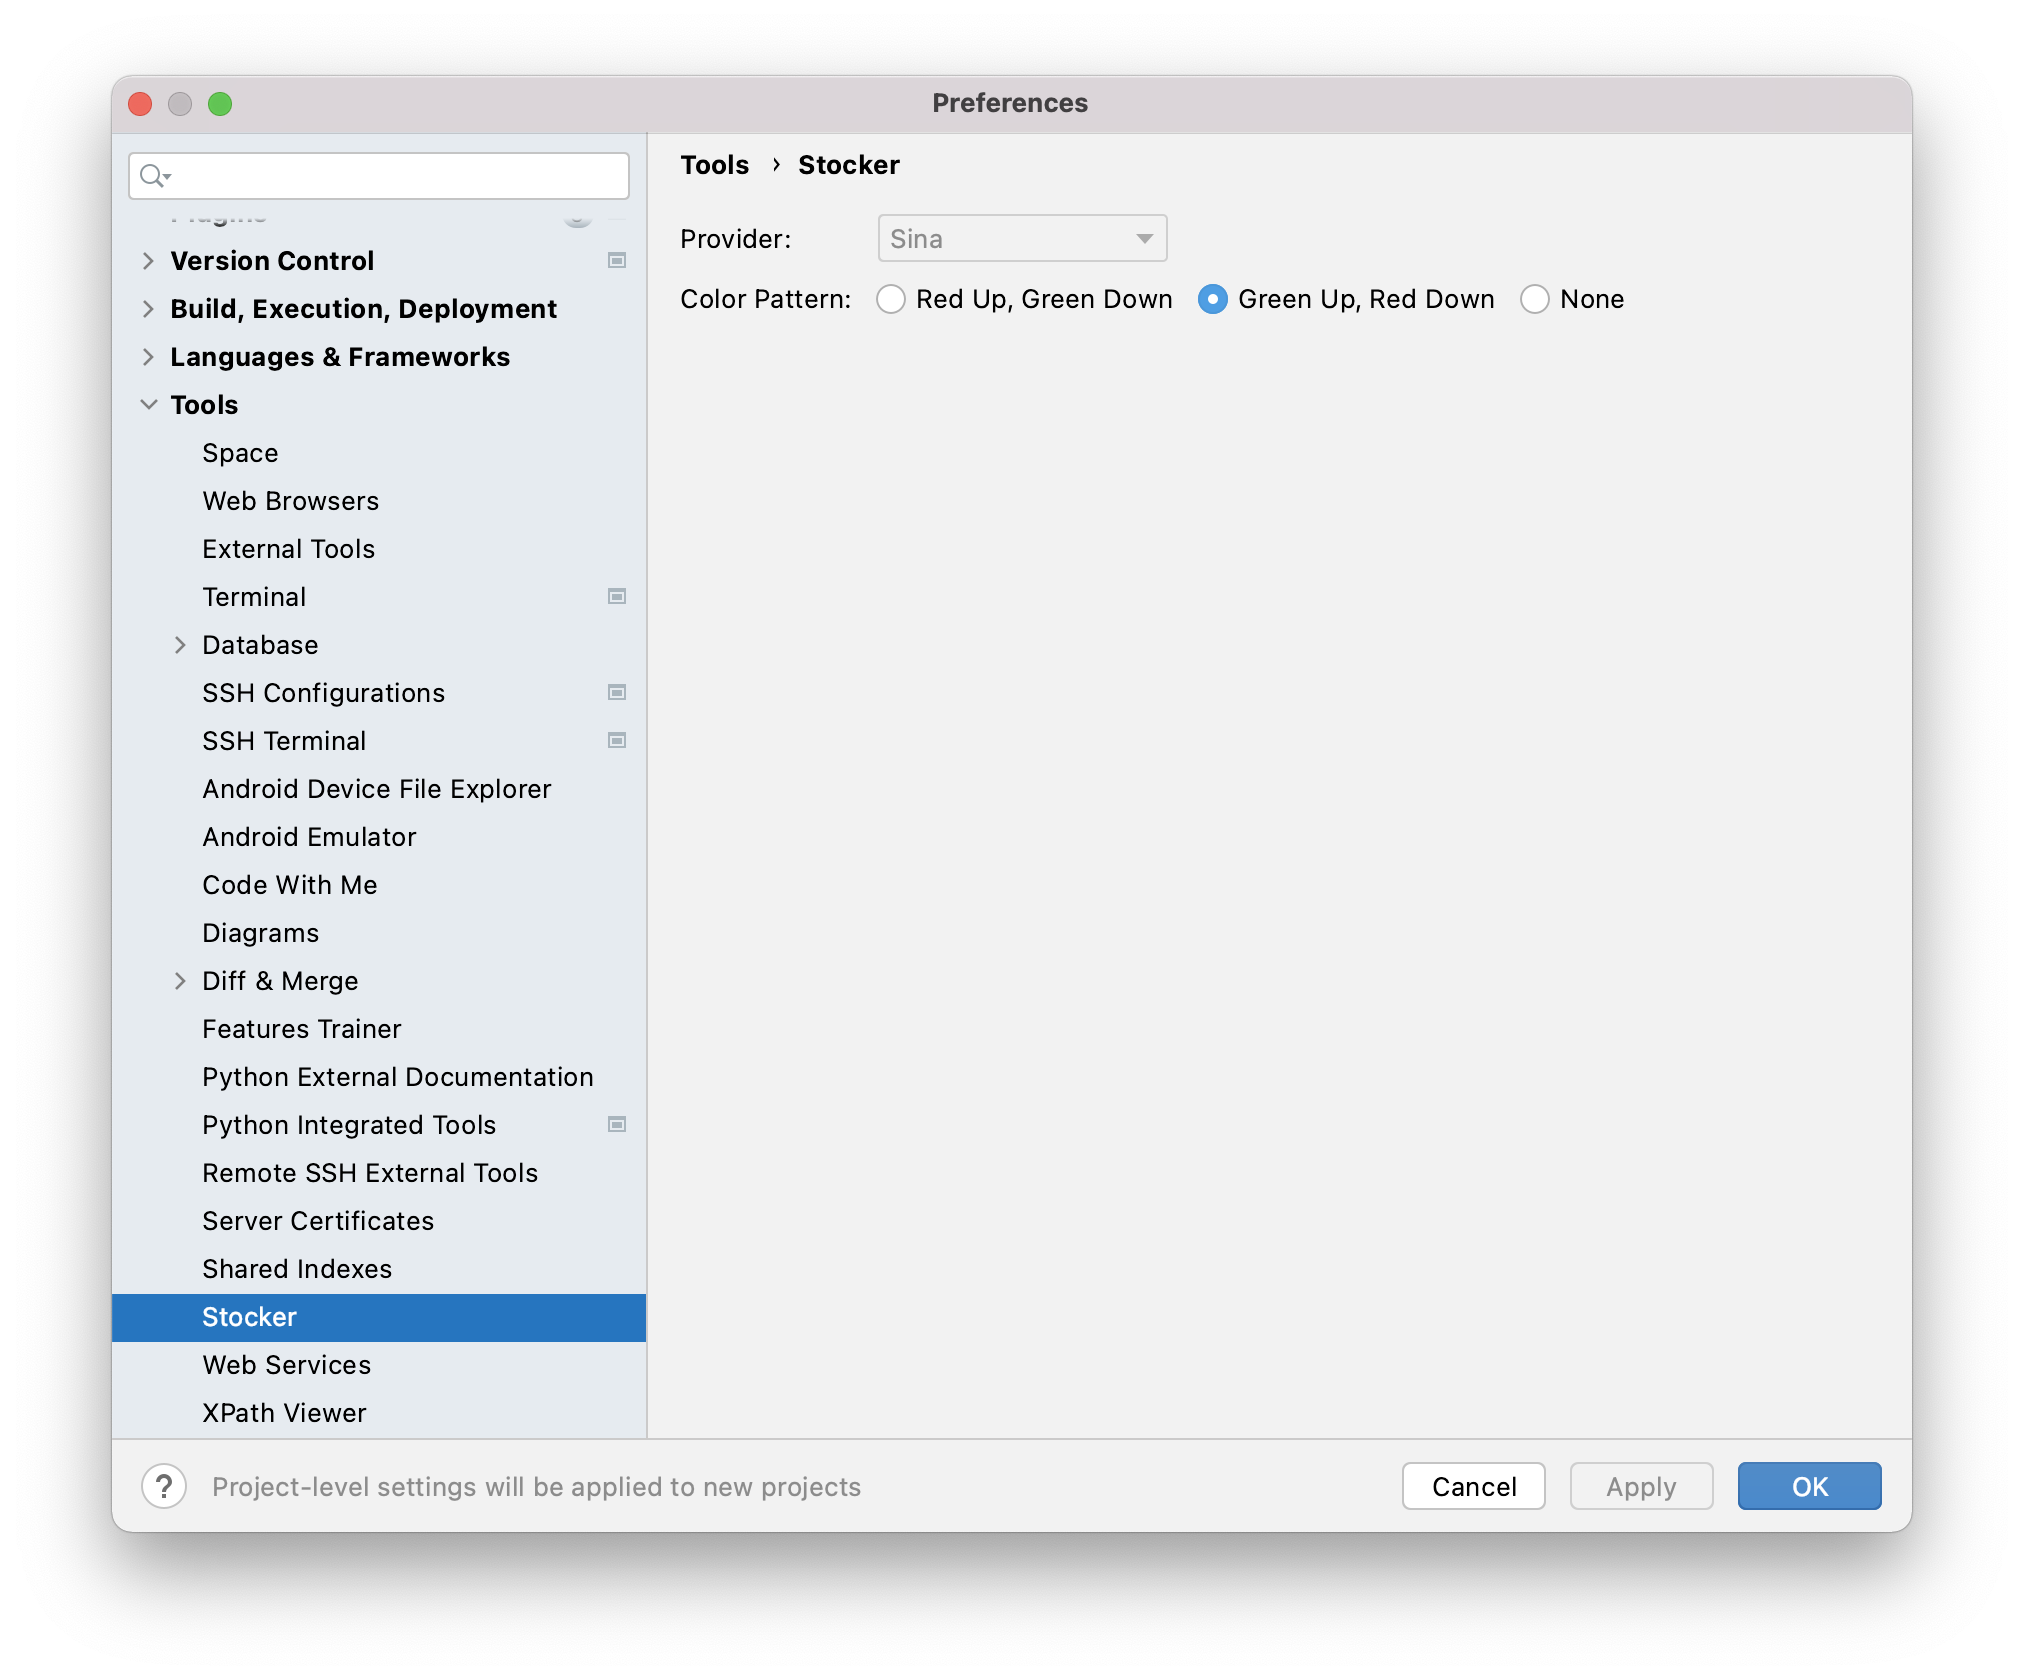 Preferences
Tools › Stocker
Provider: Sina
Color Pattern: Red Up, Green Down Green Up, Red Down None
Plugins
Version Control
Build, Execution, Deployment
Languages & Frameworks
Tools
Space
Web Browsers
External Tools
Terminal
Database
SSH Configurations
SSH Terminal
Android Device File Explorer
Android Emulator
Code With Me
Diagrams
Diff & Merge
Features Trainer
Python External Documentation
Python Integrated Tools
Remote SSH External Tools
Server Certificates
Shared Indexes
Stocker
Web Services
XPath Viewer
? Project-level settings will be applied to new projects
Cancel Apply OK